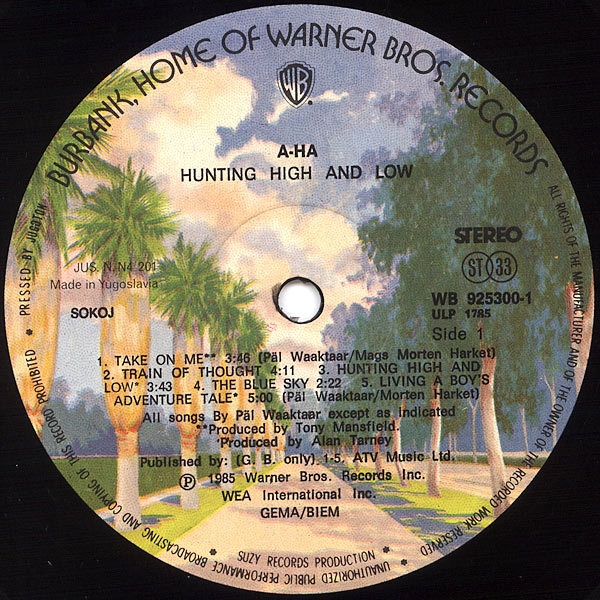 BURBANK, HOME OF WARNER BROS. RECORDS
WB
A-HA
HUNTING HIGH AND LOW
STEREO
ST 33
JUS. N.N4 201
Made in Yugoslavia
SOKOJ
WB 925300-1
ULP 1785
Side 1
1. TAKE ON ME** 3:46 (Päl Waaktaar/Mags Morten Harket)
2. TRAIN OF THOUGHT 4:11 3. HUNTING HIGH AND
LOW* 3:43 4. THE BLUE SKY 2:22 5. LIVING A BOY'S
ADVENTURE TALE* 5:00 (Päl Waaktaar/Morten Harket)
All songs By Päl Waaktaar except as indicated
**Produced by Tony Mansfield.
*Produced by Alan Tarney
Published by: (G. B. only) 1-5. ATV Music Ltd.
Ⓟ 1985 Warner Bros. Records Inc.
WEA International Inc.
GEMA/BIEM
ALL RIGHTS OF THE MANUFACTURER AND OF THE OWNER OF THE RECORDED WORK RESERVED * UNAUTHORIZED PUBLIC PERFORMANCE BROADCASTING AND COPYING OF THIS RECORD PROHIBITED * PRESSED BY JUGOTON
* SUZY RECORDS PRODUCTION *